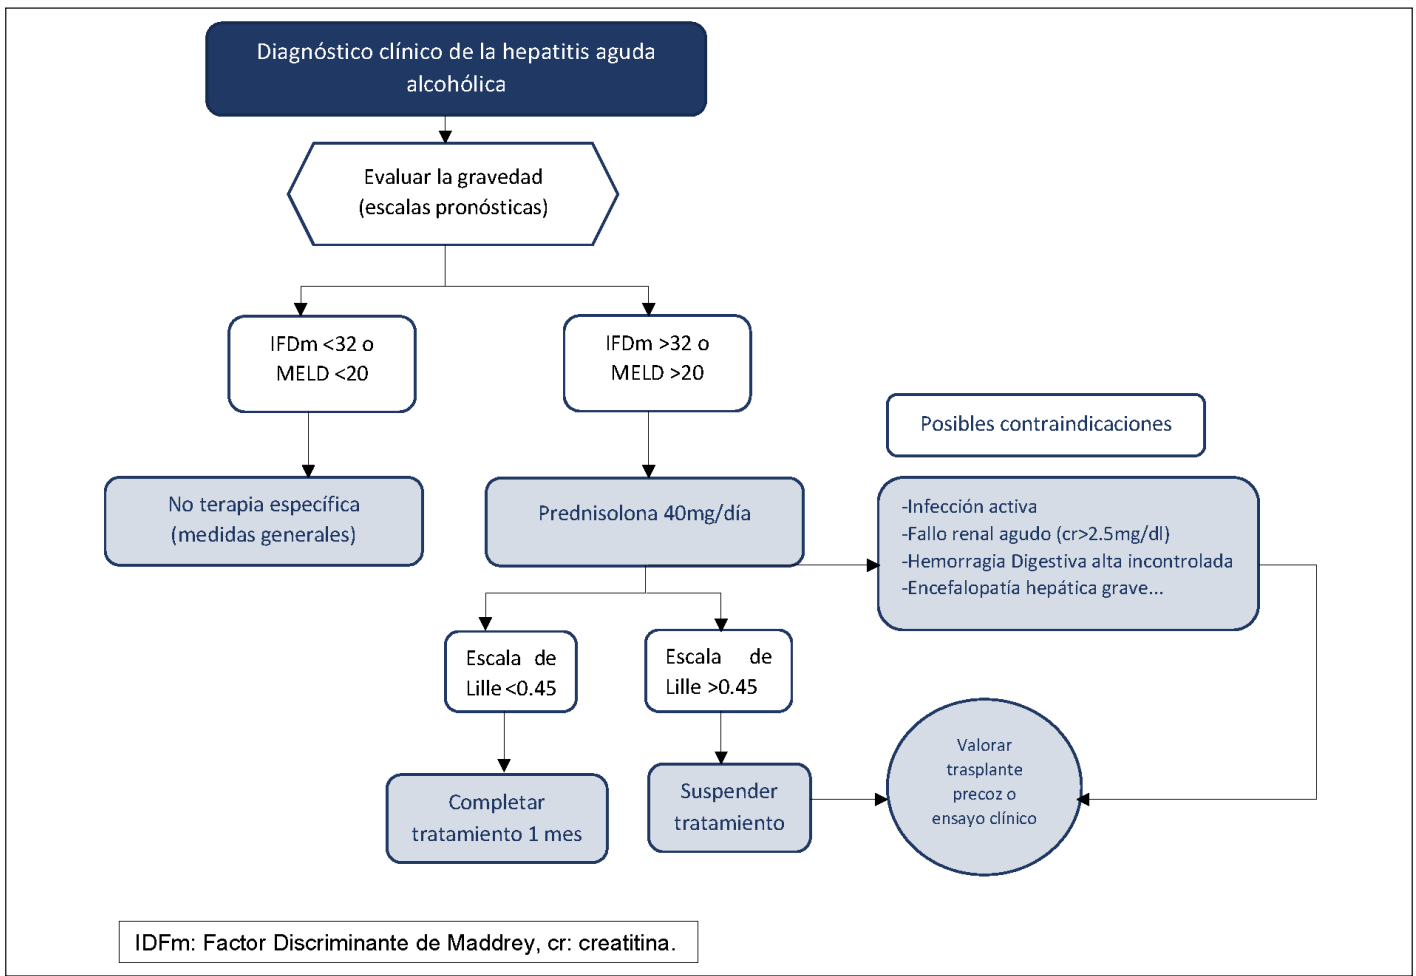 Diagnóstico clínico de la hepatitis aguda
alcohólica
Evaluar la gravedad
(escalas pronósticas)
IFDm <32 o
MELD <20
IFDm >32 o
MELD >20
Posibles contraindicaciones
No terapia específica
(medidas generales)
Prednisolona 40mg/día
-Infección activa
-Fallo renal agudo (cr>2.5mg/dl)
-Hemorragia Digestiva alta incontrolada
-Encefalopatía hepática grave...
Escala de
Lille <0.45
Escala de
Lille >0.45
Completar
tratamiento 1 mes
Suspender
tratamiento
Valorar
trasplante
precoz o
ensayo clínico
IDFm: Factor Discriminante de Maddrey, cr: creatitina.